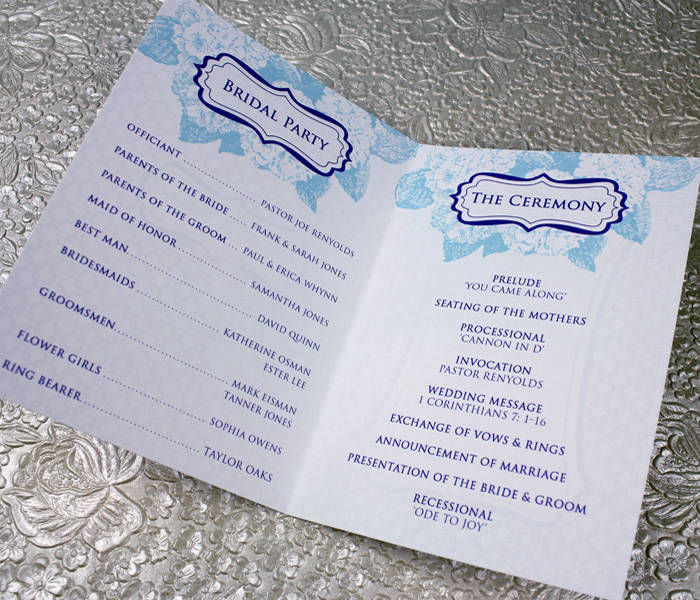 BRIDAL PARTY
OFFICIANT ........ PASTOR JOE RENYOLDS
PARENTS OF THE BRIDE ..... FRANK & SARAH JONES
PARENTS OF THE GROOM ... PAUL & ERICA WHYNN
MAID OF HONOR ........ SAMANTHA JONES
BEST MAN ........ DAVID QUINN
BRIDESMAIDS ........ KATHERINE OSMAN
ESTER LEE
GROOMSMEN ........ MARK EISMAN
TANNER JONES
FLOWER GIRLS ........ SOPHIA OWENS
RING BEARER ........ TAYLOR OAKS
THE CEREMONY
PRELUDE
'YOU CAME ALONG'
SEATING OF THE MOTHERS
PROCESSIONAL
'CANNON IN D'
INVOCATION
PASTOR RENYOLDS
WEDDING MESSAGE
1 CORINTHIANS 7: 1-16
EXCHANGE OF VOWS & RINGS
ANNOUNCEMENT OF MARRIAGE
PRESENTATION OF THE BRIDE & GROOM
RECESSIONAL
'ODE TO JOY'